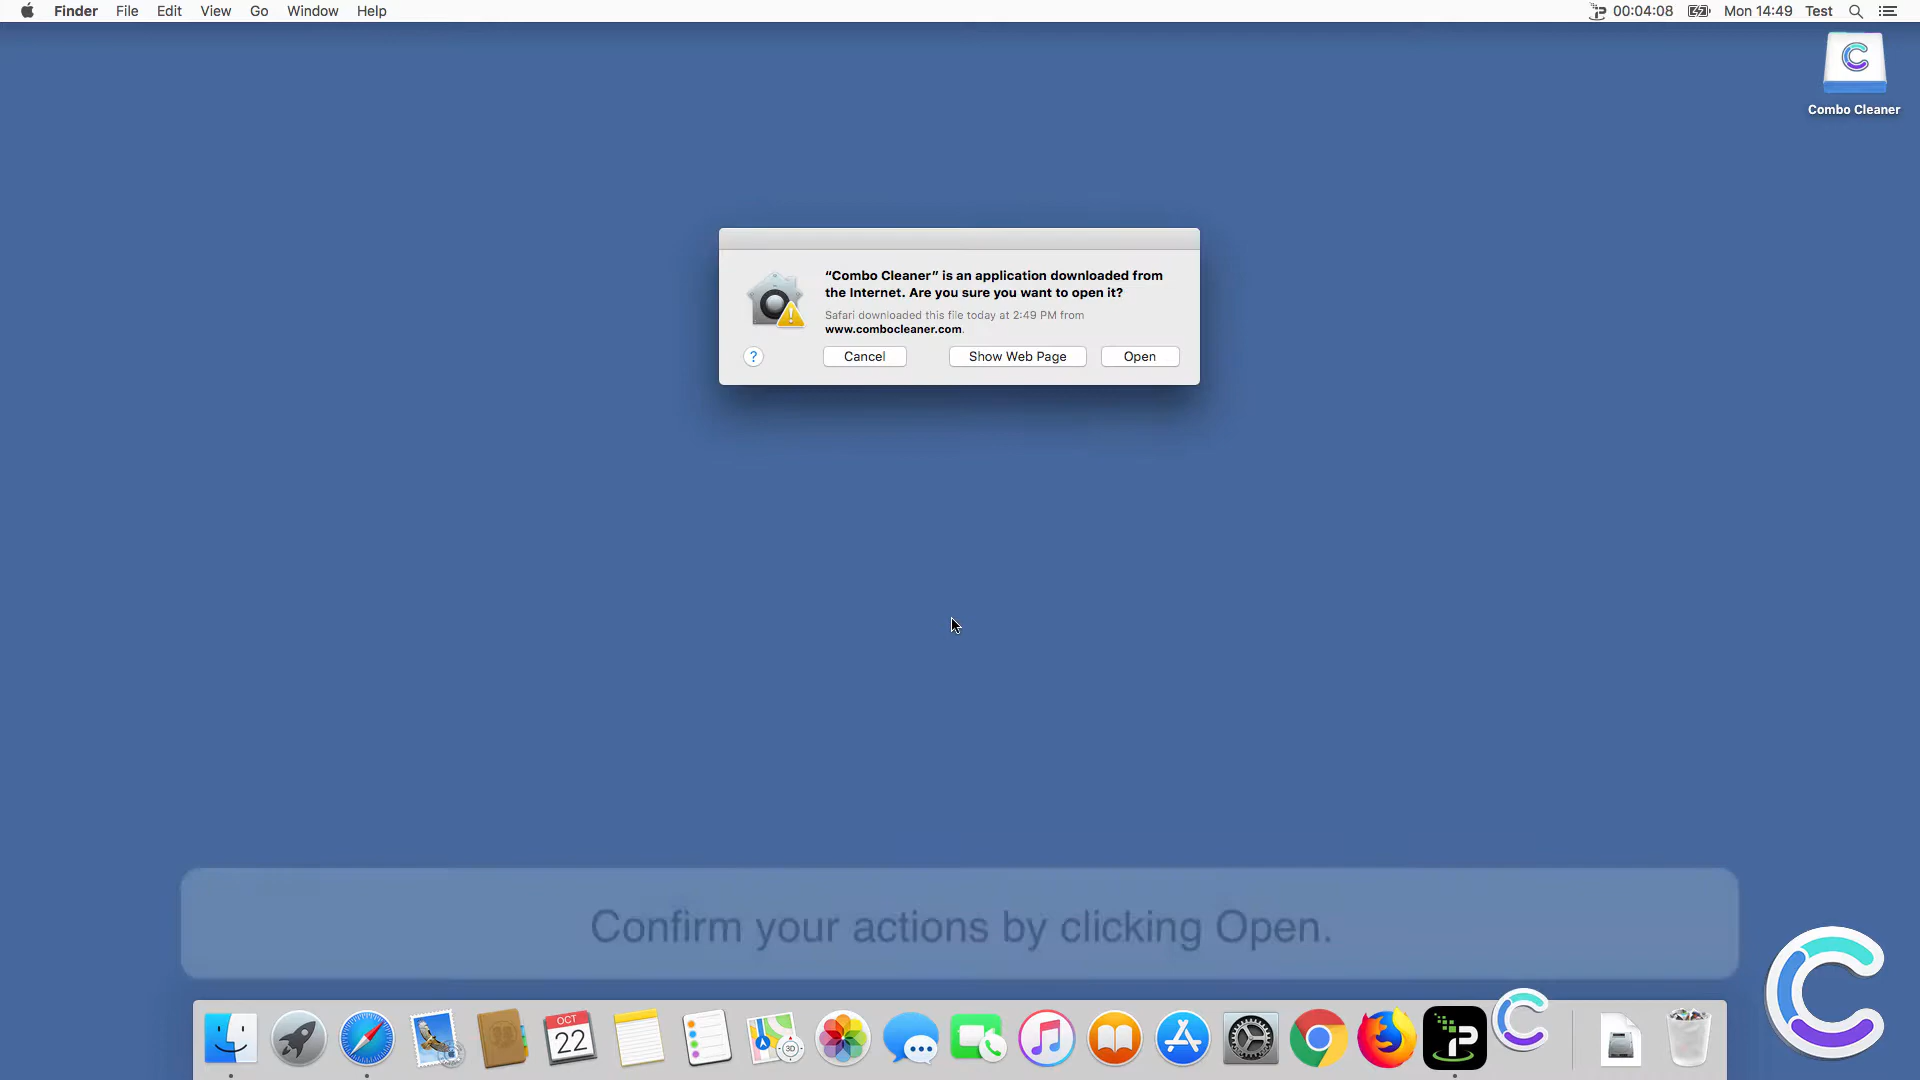 Finder File Edit View Go Window Help 00:04:08 Mon 14:49 Test
Combo Cleaner
“Combo Cleaner” is an application downloaded from
the Internet. Are you sure you want to open it?
Safari downloaded this file today at 2:49 PM from
www.combocleaner.com.
? Cancel Show Web Page Open
Confirm your actions by clicking Open.
OCT
22
3D